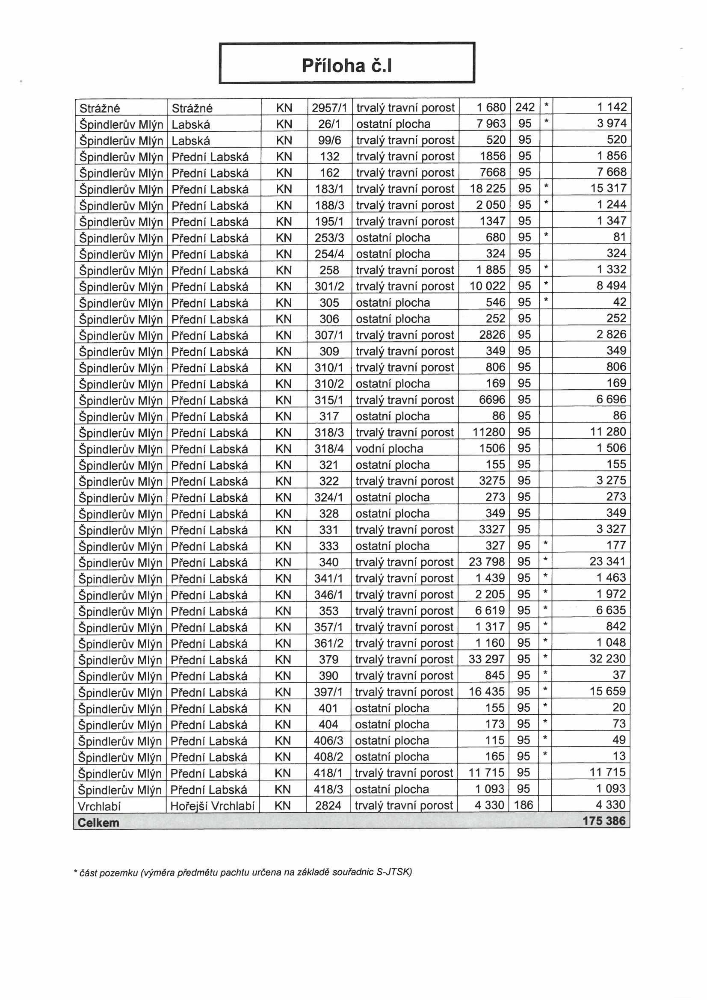 Příloha č.I
Strážné Strážné KN 2957/1 trvalý travní porost 1 680 242 * 1 142
Špindlerův Mlýn Labská KN 26/1 ostatní plocha 7 963 95 * 3 974
Špindlerův Mlýn Labská KN 99/6 trvalý travní porost 520 95 520
Špindlerův Mlýn Přední Labská KN 132 trvalý travní porost 1856 95 1 856
Špindlerův Mlýn Přední Labská KN 162 trvalý travní porost 7668 95 7 668
Špindlerův Mlýn Přední Labská KN 183/1 trvalý travní porost 18 225 95 * 15 317
Špindlerův Mlýn Přední Labská KN 188/3 trvalý travní porost 2 050 95 * 1 244
Špindlerův Mlýn Přední Labská KN 195/1 trvalý travní porost 1347 95 1 347
Špindlerův Mlýn Přední Labská KN 253/3 ostatní plocha 680 95 * 81
Špindlerův Mlýn Přední Labská KN 254/4 ostatní plocha 324 95 324
Špindlerův Mlýn Přední Labská KN 258 trvalý travní porost 1 885 95 * 1 332
Špindlerův Mlýn Přední Labská KN 301/2 trvalý travní porost 10 022 95 * 8 494
Špindlerův Mlýn Přední Labská KN 305 ostatní plocha 546 95 * 42
Špindlerův Mlýn Přední Labská KN 306 ostatní plocha 252 95 252
Špindlerův Mlýn Přední Labská KN 307/1 trvalý travní porost 2826 95 2 826
Špindlerův Mlýn Přední Labská KN 309 trvalý travní porost 349 95 349
Špindlerův Mlýn Přední Labská KN 310/1 trvalý travní porost 806 95 806
Špindlerův Mlýn Přední Labská KN 310/2 ostatní plocha 169 95 169
Špindlerův Mlýn Přední Labská KN 315/1 trvalý travní porost 6696 95 6 696
Špindlerův Mlýn Přední Labská KN 317 ostatní plocha 86 95 86
Špindlerův Mlýn Přední Labská KN 318/3 trvalý travní porost 11280 95 11 280
Špindlerův Mlýn Přední Labská KN 318/4 vodní plocha 1506 95 1 506
Špindlerův Mlýn Přední Labská KN 321 ostatní plocha 155 95 155
Špindlerův Mlýn Přední Labská KN 322 trvalý travní porost 3275 95 3 275
Špindlerův Mlýn Přední Labská KN 324/1 ostatní plocha 273 95 273
Špindlerův Mlýn Přední Labská KN 328 ostatní plocha 349 95 349
Špindlerův Mlýn Přední Labská KN 331 trvalý travní porost 3327 95 3 327
Špindlerův Mlýn Přední Labská KN 333 ostatní plocha 327 95 * 177
Špindlerův Mlýn Přední Labská KN 340 trvalý travní porost 23 798 95 * 23 341
Špindlerův Mlýn Přední Labská KN 341/1 trvalý travní porost 1 439 95 * 1 463
Špindlerův Mlýn Přední Labská KN 346/1 trvalý travní porost 2 205 95 * 1 972
Špindlerův Mlýn Přední Labská KN 353 trvalý travní porost 6 619 95 * 6 635
Špindlerův Mlýn Přední Labská KN 357/1 trvalý travní porost 1 317 95 * 842
Špindlerův Mlýn Přední Labská KN 361/2 trvalý travní porost 1 160 95 * 1 048
Špindlerův Mlýn Přední Labská KN 379 trvalý travní porost 33 297 95 * 32 230
Špindlerův Mlýn Přední Labská KN 390 trvalý travní porost 845 95 * 37
Špindlerův Mlýn Přední Labská KN 397/1 trvalý travní porost 16 435 95 * 15 659
Špindlerův Mlýn Přední Labská KN 401 ostatní plocha 155 95 * 20
Špindlerův Mlýn Přední Labská KN 404 ostatní plocha 173 95 * 73
Špindlerův Mlýn Přední Labská KN 406/3 ostatní plocha 115 95 * 49
Špindlerův Mlýn Přední Labská KN 408/2 ostatní plocha 165 95 * 13
Špindlerův Mlýn Přední Labská KN 418/1 trvalý travní porost 11 715 95 11 715
Špindlerův Mlýn Přední Labská KN 418/3 ostatní plocha 1 093 95 1 093
Vrchlabí Hořejší Vrchlabí KN 2824 trvalý travní porost 4 330 186 4 330
Celkem 175 386
* část pozemku (výměra předmětu pachtu určena na základě souřadnic S-JTSK)